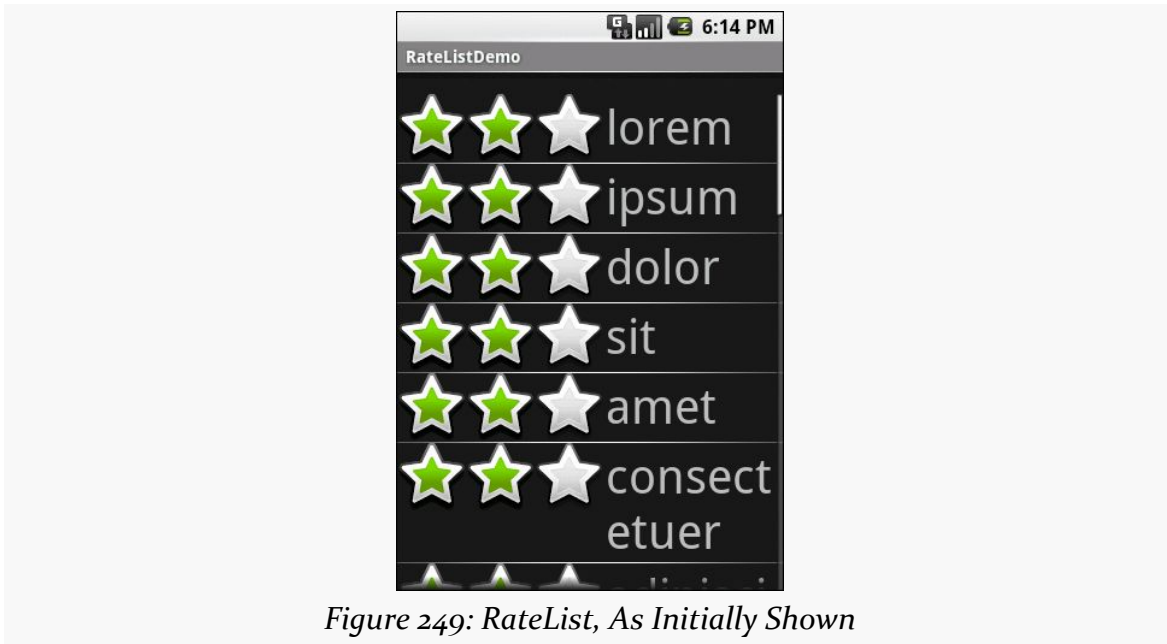 G
6:14 PM
RateListDemo
lorem
ipsum
dolor
sit
amet
consect
etuer
Figure 249: RateList, As Initially Shown